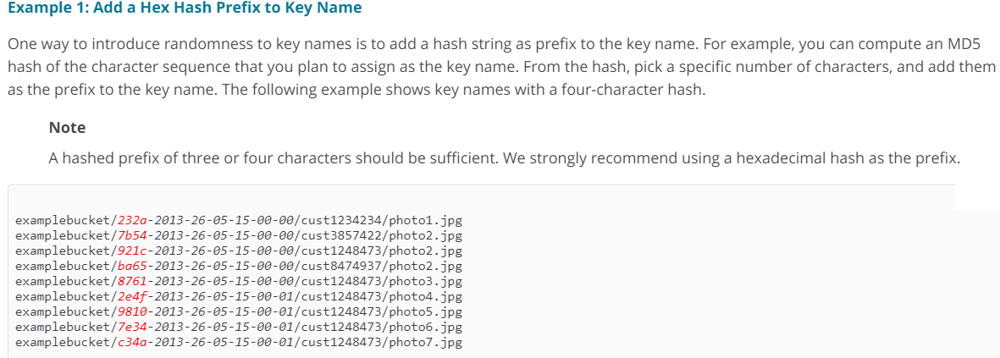 Example 1: Add a Hex Hash Prefix to Key Name
One way to introduce randomness to key names is to add a hash string as prefix to the key name. For example, you can compute an MD5
hash of the character sequence that you plan to assign as the key name. From the hash, pick a specific number of characters, and add them
as the prefix to the key name. The following example shows key names with a four-character hash.
Note
A hashed prefix of three or four characters should be sufficient. We strongly recommend using a hexadecimal hash as the prefix.
examplebucket/232a-2013-26-05-15-00-00/cust1234234/photo1.jpg
examplebucket/7b54-2013-26-05-15-00-00/cust3857422/photo2.jpg
examplebucket/921c-2013-26-05-15-00-00/cust1248473/photo2.jpg
examplebucket/ba65-2013-26-05-15-00-00/cust8474937/photo2.jpg
examplebucket/8761-2013-26-05-15-00-00/cust1248473/photo3.jpg
examplebucket/2e4f-2013-26-05-15-00-01/cust1248473/photo4.jpg
examplebucket/9810-2013-26-05-15-00-01/cust1248473/photo5.jpg
examplebucket/7e34-2013-26-05-15-00-01/cust1248473/photo6.jpg
examplebucket/c34a-2013-26-05-15-00-01/cust1248473/photo7.jpg